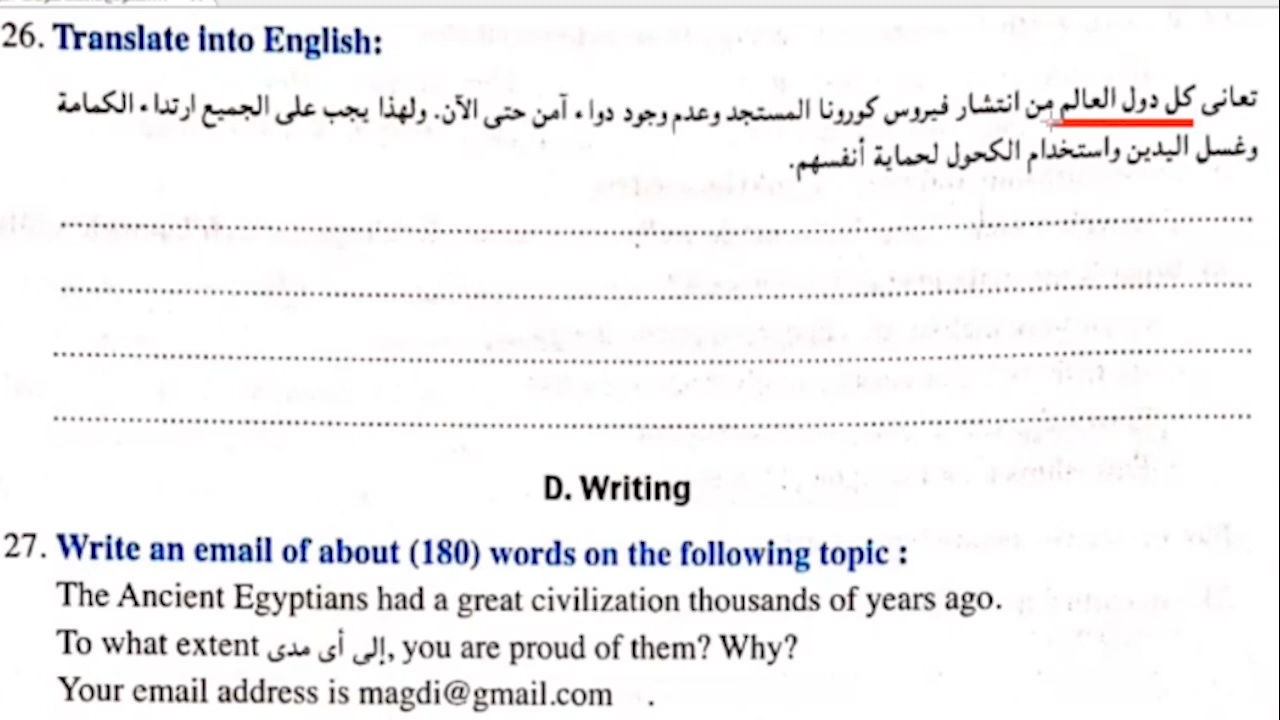 26. Translate into English:
تعانى كل دول العالم من انتشار فيروس كورونا المستجد وعدم وجود دواء آمن حتى الآن. ولهذا يجب على الجميع ارتداء الكمامة
وغسل اليدين واستخدام الكحول لحماية أنفسهم.
D. Writing
27. Write an email of about (180) words on the following topic :
The Ancient Egyptians had a great civilization thousands of years ago.
To what extent إلى أى مدى, you are proud of them? Why?
Your email address is magdi@gmail.com .